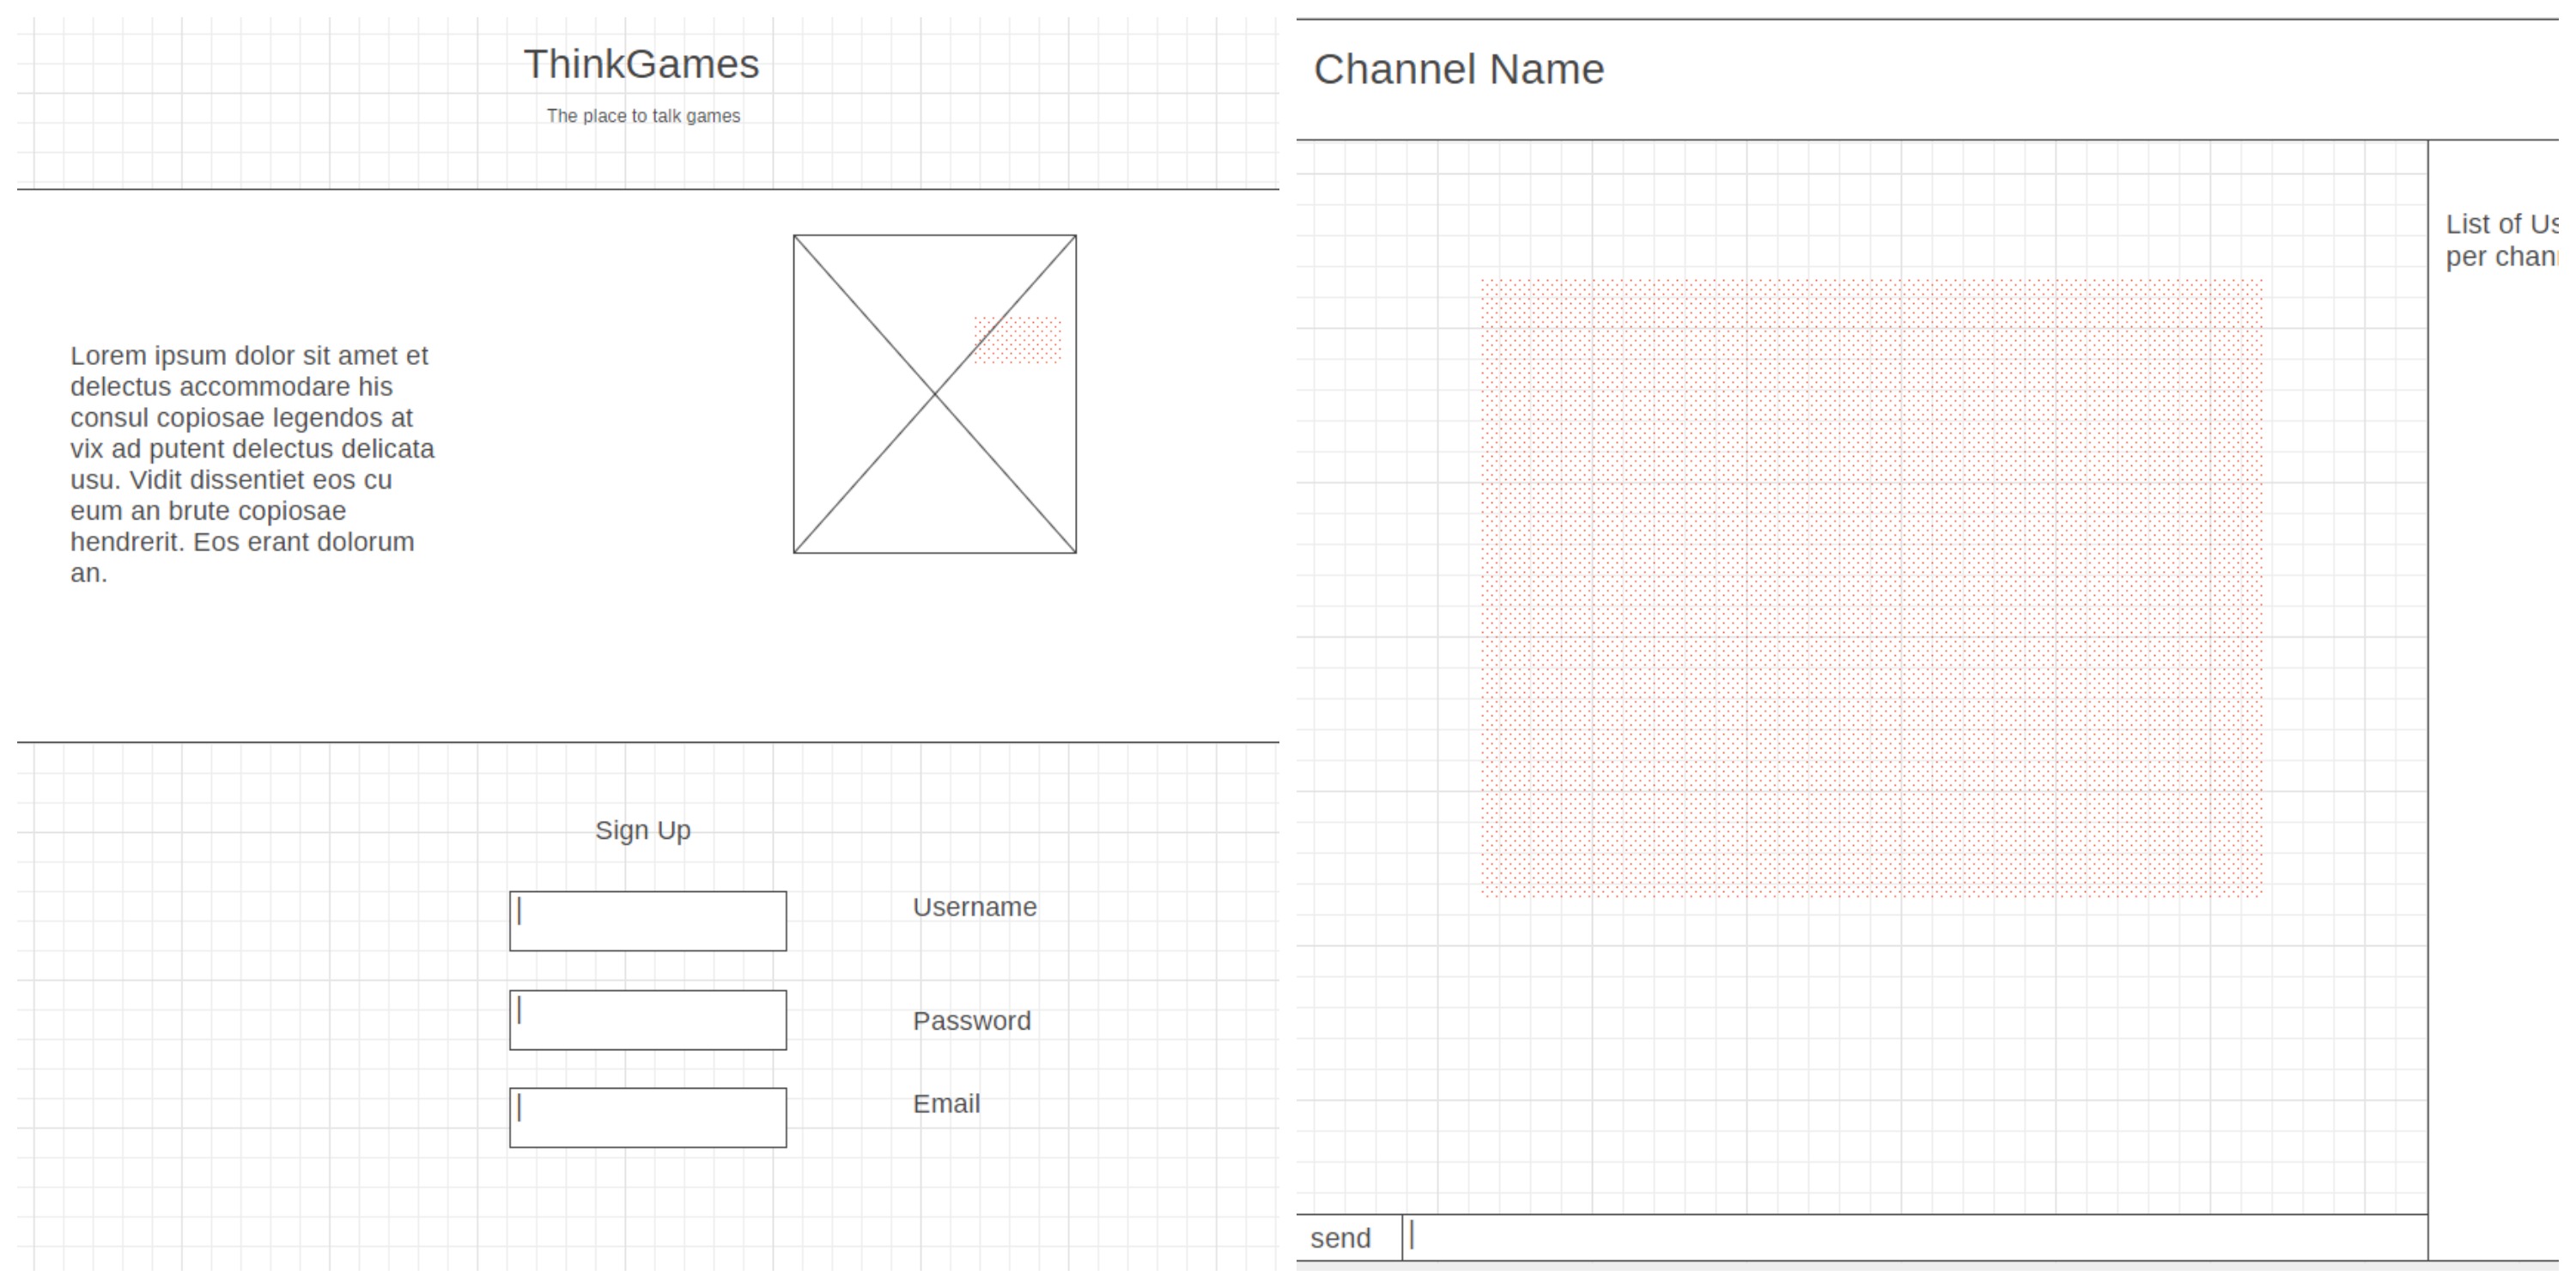 ThinkGames
The place to talk games
Lorem ipsum dolor sit amet et
delectus accommodare his
consul copiosae legendos at
vix ad putent delectus delicata
usu. Vidit dissentiet eos cu
eum an brute copiosae
hendrerit. Eos erant dolorum
an.
Sign Up
Username
Password
Email
Channel Name
List of Us
per chan
send